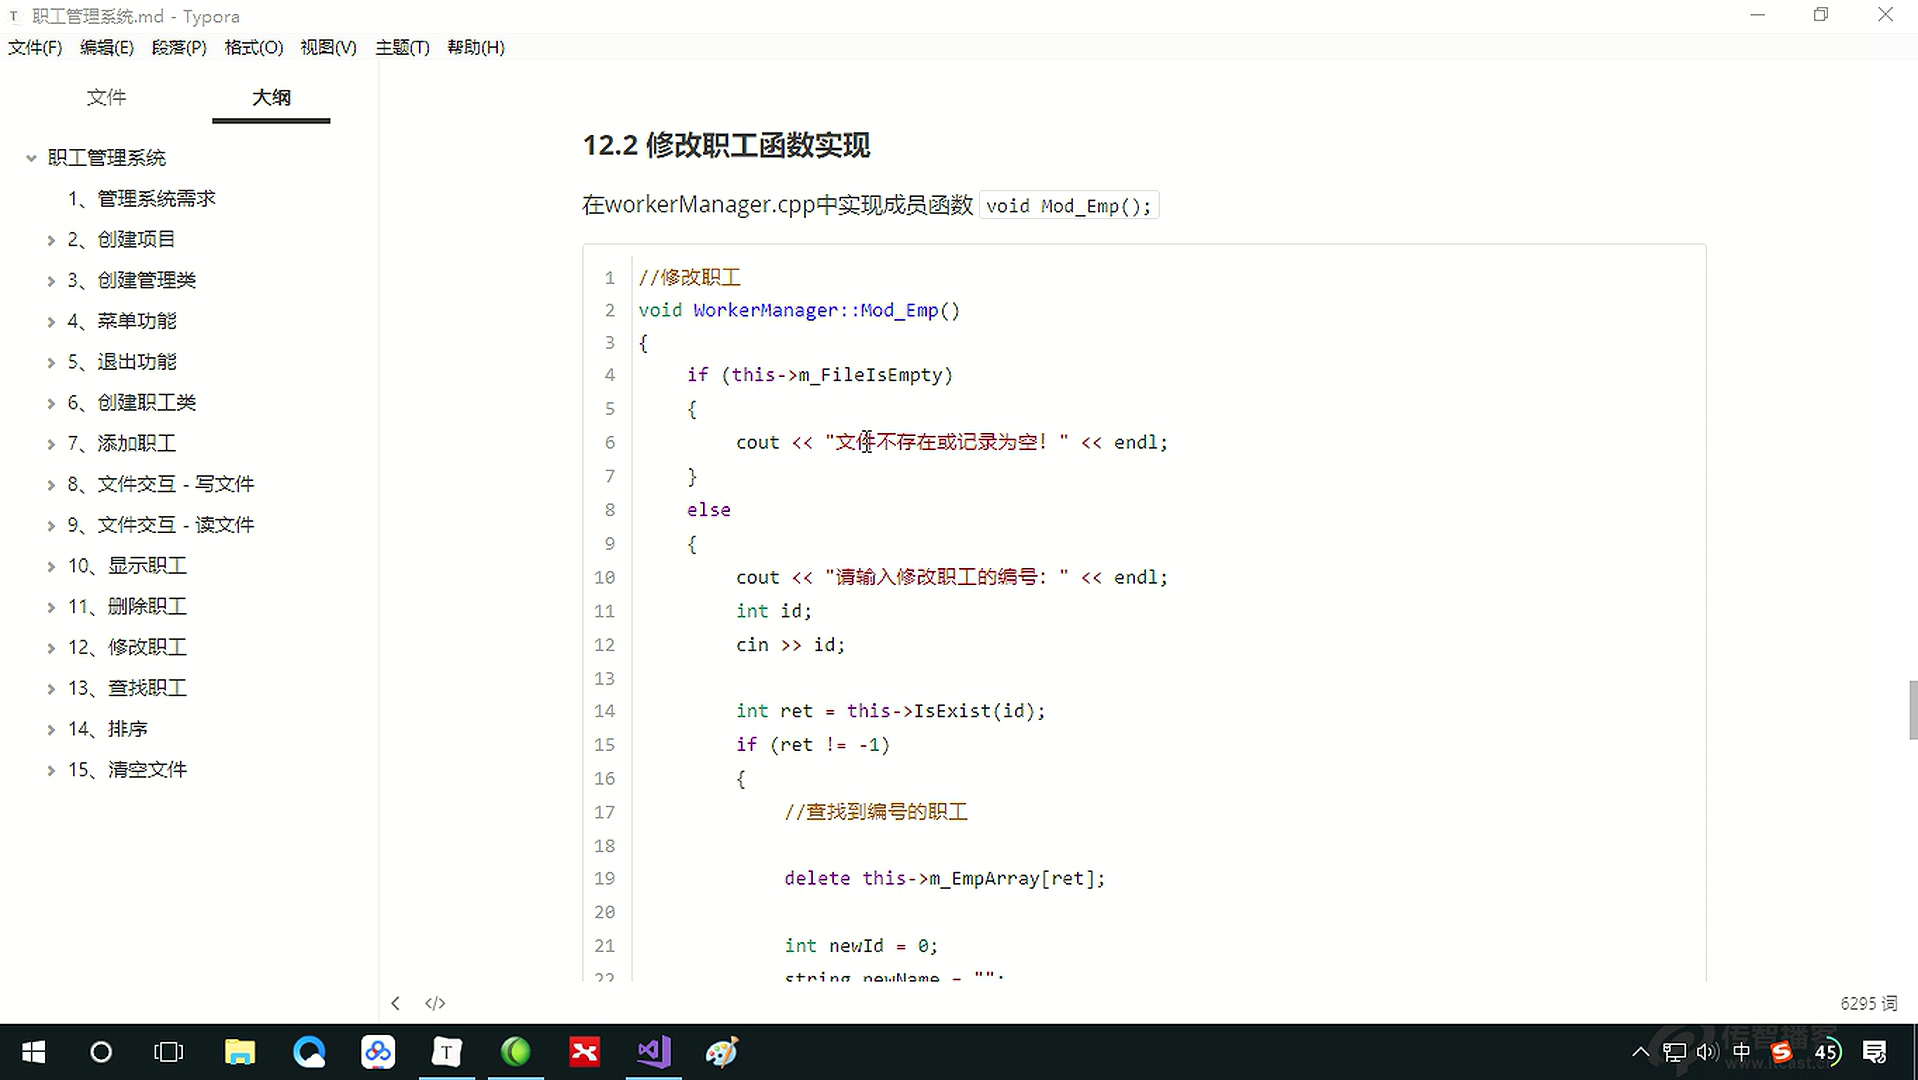 职工管理系统.md - Typora
文件(F) 编辑(E) 段落(P) 格式(O) 视图(V) 主题(T) 帮助(H)
文件 大纲
职工管理系统
1、管理系统需求
2、创建项目
3、创建管理类
4、菜单功能
5、退出功能
6、创建职工类
7、添加职工
8、文件交互 - 写文件
9、文件交互 - 读文件
10、显示职工
11、删除职工
12、修改职工
13、查找职工
14、排序
15、清空文件
12.2 修改职工函数实现
在workerManager.cpp中实现成员函数 void Mod_Emp();
1 //修改职工
2 void WorkerManager::Mod_Emp()
3 {
4 if (this->m_FileIsEmpty)
5 {
6 cout << "文件不存在或记录为空！" << endl;
7 }
8 else
9 {
10 cout << "请输入修改职工的编号：" << endl;
11 int id;
12 cin >> id;
13
14 int ret = this->IsExist(id);
15 if (ret != -1)
16 {
17 //查找到编号的职工
18
19 delete this->m_EmpArray[ret];
20
21 int newId = 0;
22 string newName = "";
</> 6295 词
T 中 S 45
传智播客
www.itcast.c